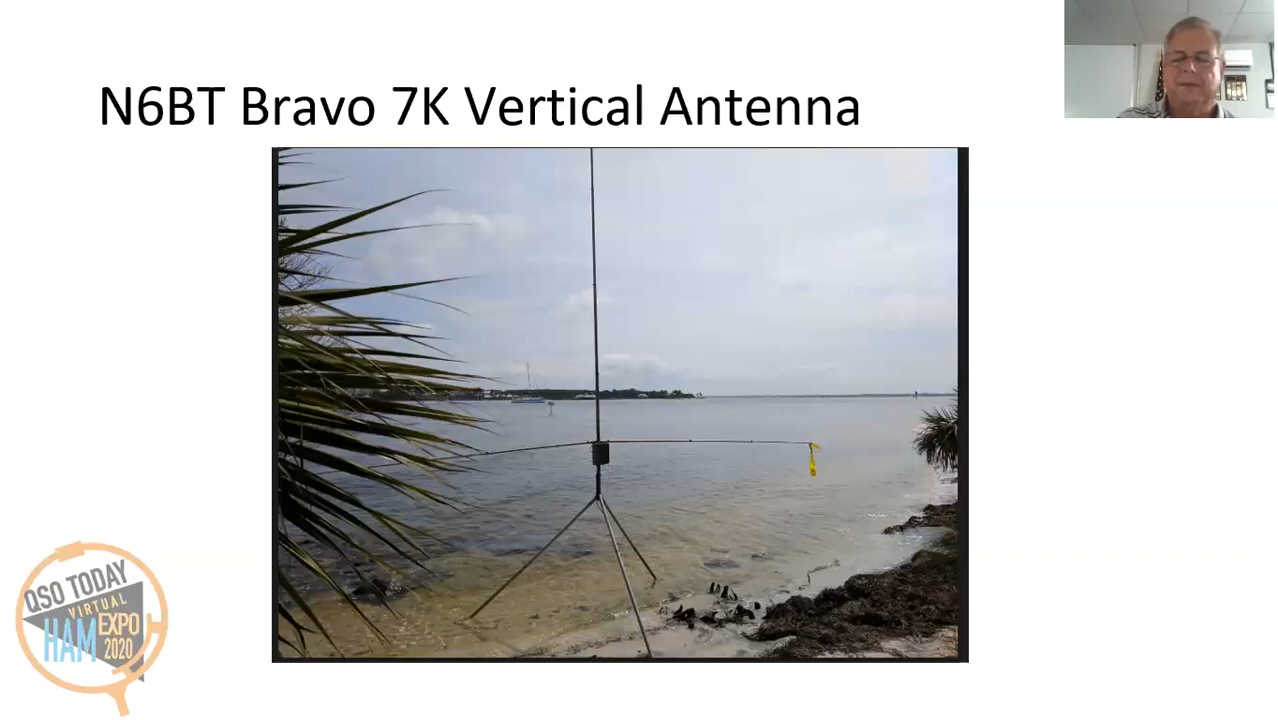 N6BT Bravo 7K Vertical Antenna
QSO TODAY
VIRTUAL
HAM EXPO
2020